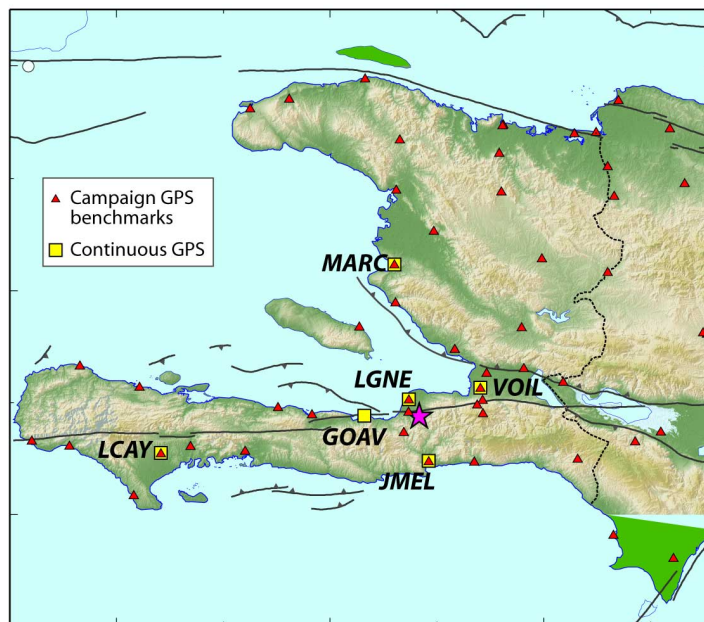 Campaign GPS
benchmarks
Continuous GPS
MARC
LGNE
VOIL
GOAV
LCAY
JMEL